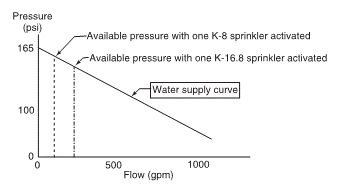 Pressure
(psi)
Available pressure with one K-8 sprinkler activated
165
Available pressure with one K-16.8 sprinkler activated
Water supply curve
100
0
0 500 1000
Flow (gpm)